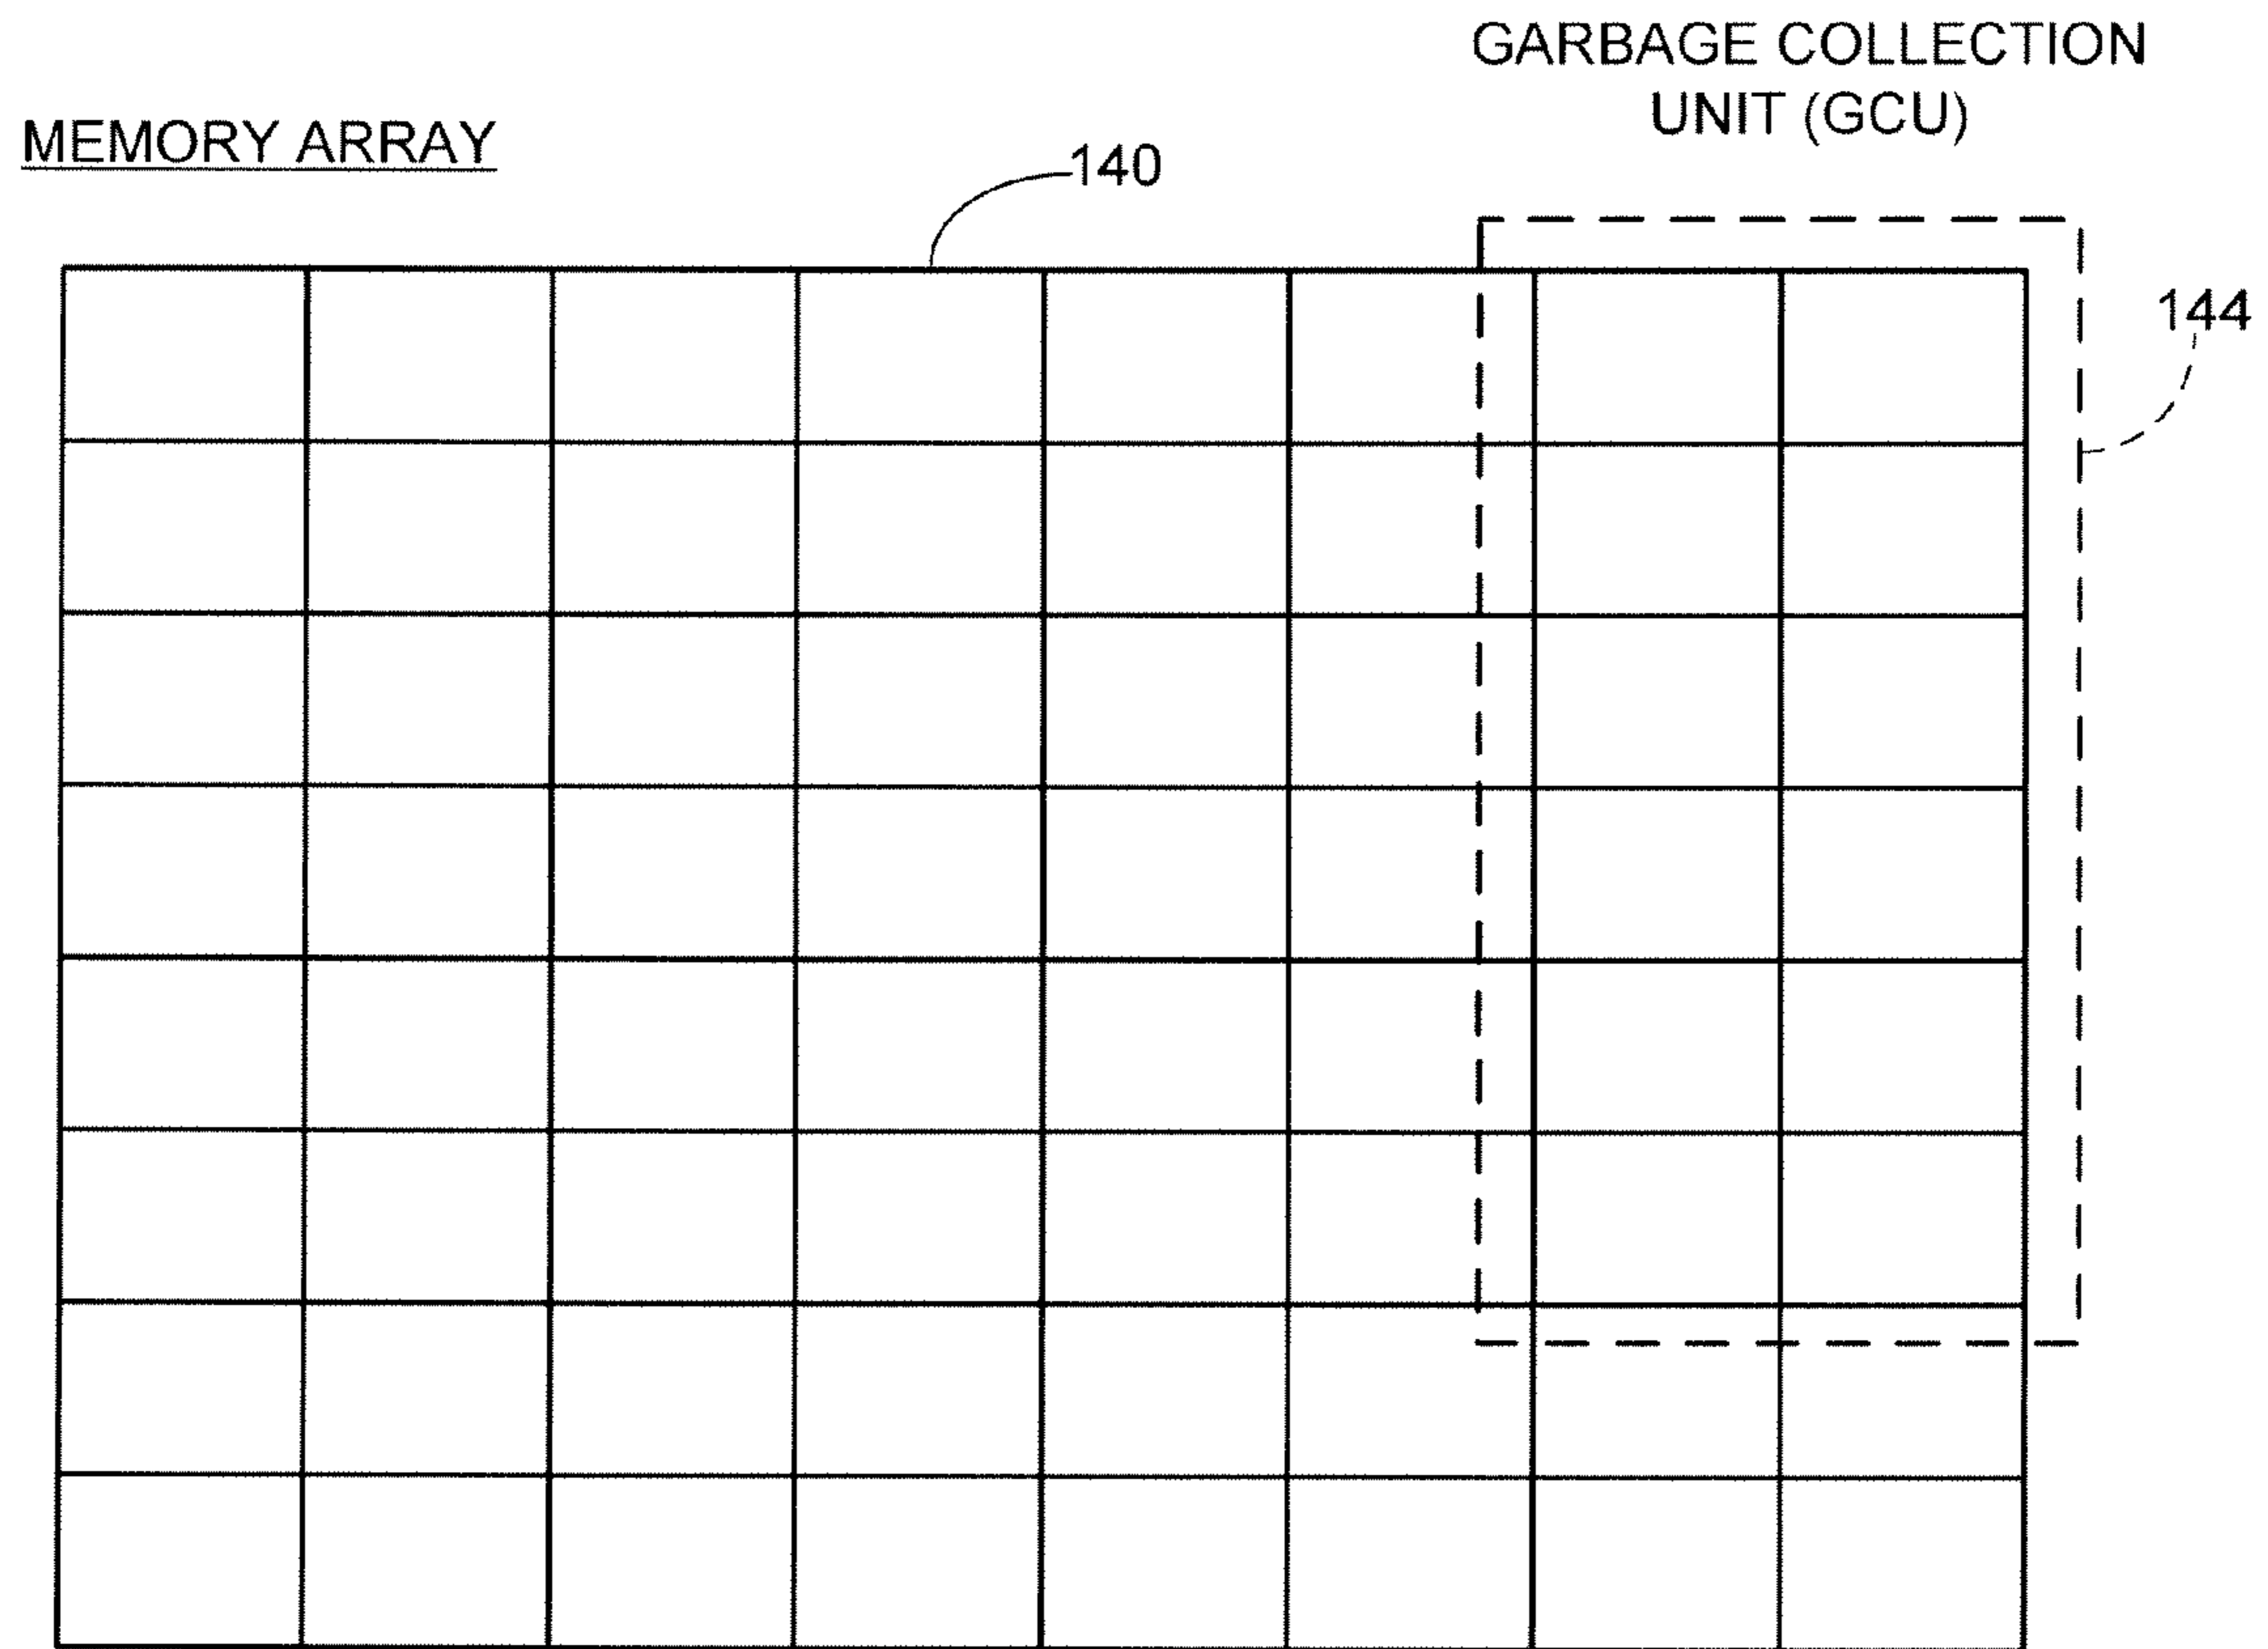 GARBAGE COLLECTION
UNIT (GCU)
MEMORY ARRAY
140
144